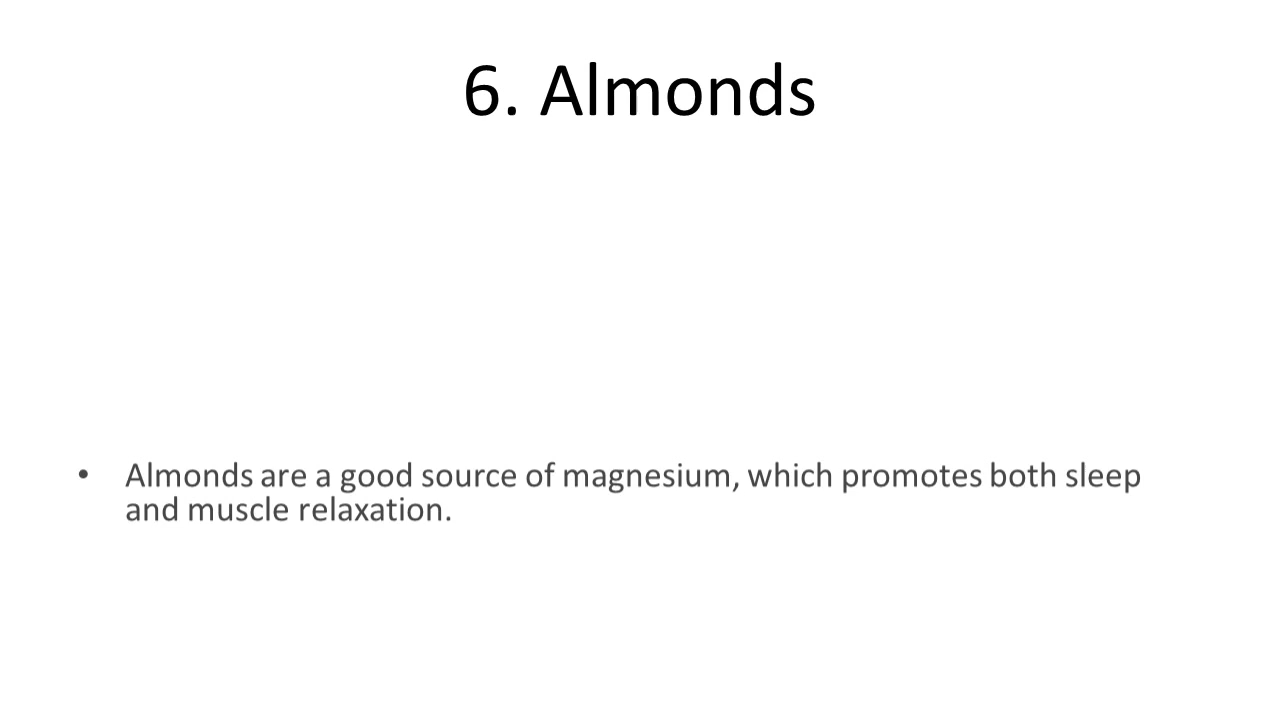 6. Almonds
• Almonds are a good source of magnesium, which promotes both sleep
and muscle relaxation.